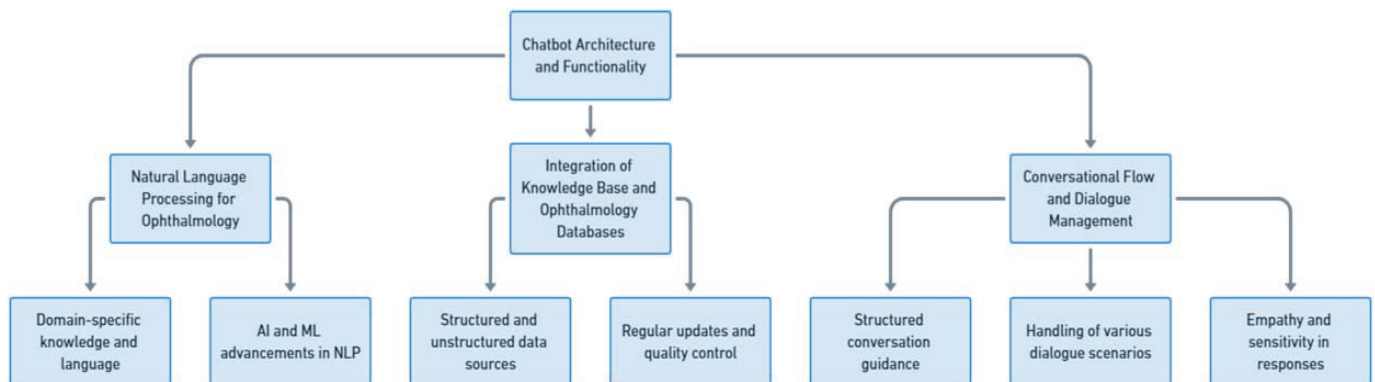 Chatbot Architecture
and Functionality
Natural Language
Processing for
Ophthalmology
Integration of
Knowledge Base and
Ophthalmology
Databases
Conversational Flow
and Dialogue
Management
Domain-specific
knowledge and
language
AI and ML
advancements in NLP
Structured and
unstructured data
sources
Regular updates and
quality control
Structured
conversation
guidance
Handling of various
dialogue scenarios
Empathy and
sensitivity in
responses